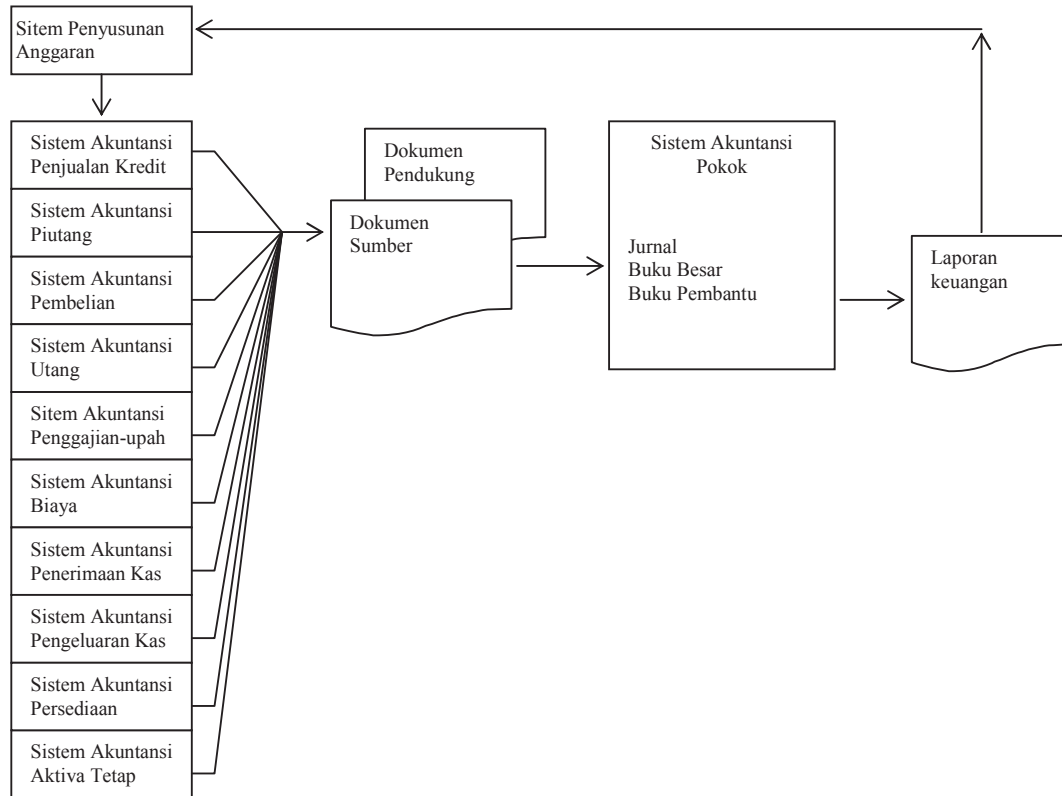 Sitem Penyusunan
Anggaran
Sistem Akuntansi
Penjualan Kredit
Sistem Akuntansi
Piutang
Sistem Akuntansi
Pembelian
Sistem Akuntansi
Utang
Sitem Akuntansi
Penggajian-upah
Sistem Akuntansi
Biaya
Sistem Akuntansi
Penerimaan Kas
Sistem Akuntansi
Pengeluaran Kas
Sistem Akuntansi
Persediaan
Sistem Akuntansi
Aktiva Tetap
Dokumen
Pendukung
Dokumen
Sumber
Sistem Akuntansi
Pokok
Jurnal
Buku Besar
Buku Pembantu
Laporan
keuangan